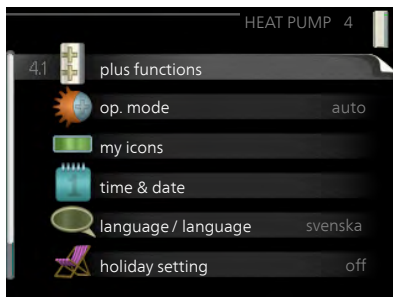 HEAT PUMP 4
4.1 plus functions
op. mode auto
my icons
time & date
language / language svenska
holiday setting off